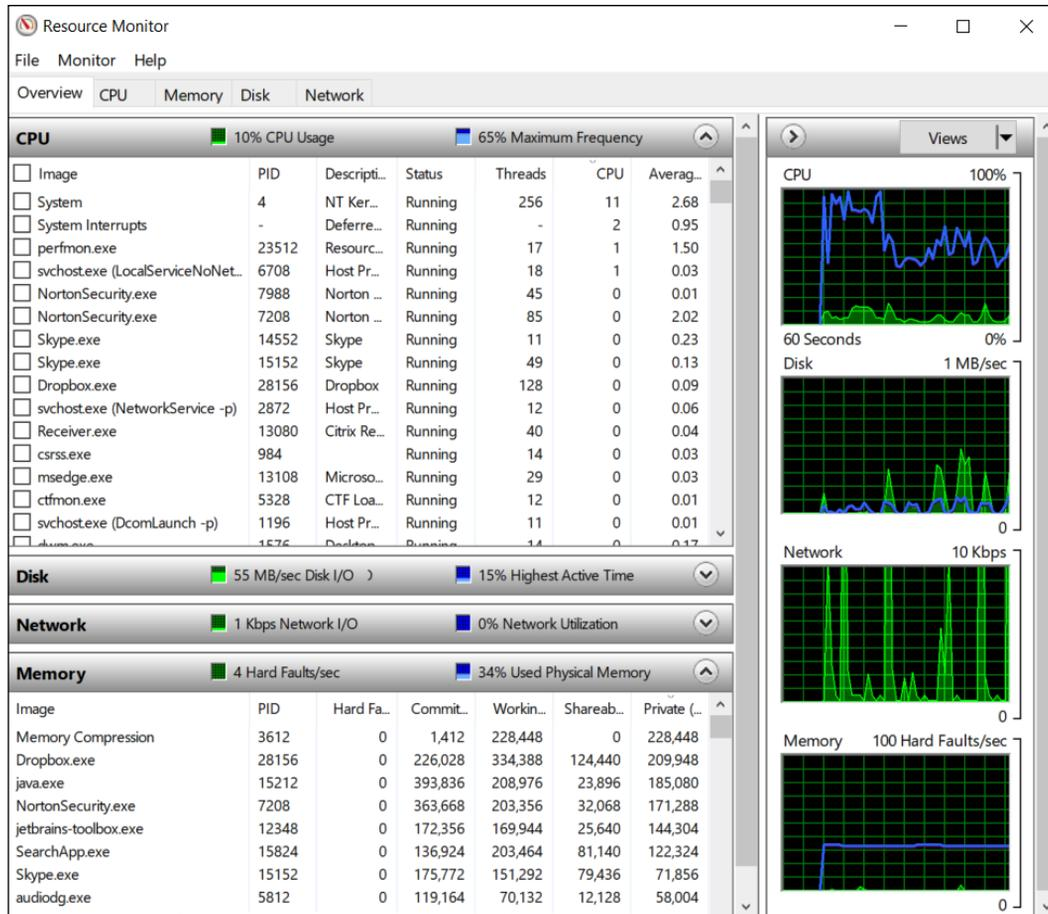 Resource Monitor
File Monitor Help
Overview CPU Memory Disk Network
CPU 10% CPU Usage 65% Maximum Frequency
Image PID Descripti... Status Threads CPU Averag...
System 4 NT Ker... Running 256 11 2.68
System Interrupts - Deferre... Running - 2 0.95
perfmon.exe 23512 Resourc... Running 17 1 1.50
svchost.exe (LocalServiceNoNet... 6708 Host Pr... Running 18 1 0.03
NortonSecurity.exe 7988 Norton ... Running 45 0 0.01
NortonSecurity.exe 7208 Norton ... Running 85 0 2.02
Skype.exe 14552 Skype Running 11 0 0.23
Skype.exe 15152 Skype Running 49 0 0.13
Dropbox.exe 28156 Dropbox Running 128 0 0.09
svchost.exe (NetworkService -p) 2872 Host Pr... Running 12 0 0.06
Receiver.exe 13080 Citrix Re... Running 40 0 0.04
csrss.exe 984 Running 14 0 0.03
msedge.exe 13108 Microso... Running 29 0 0.03
ctfmon.exe 5328 CTF Loa... Running 12 0 0.01
svchost.exe (DcomLaunch -p) 1196 Host Pr... Running 11 0 0.01
dwm.exe 1576 Desktop Running 14 0 0.17
Disk 55 MB/sec Disk I/O ) 15% Highest Active Time
Network 1 Kbps Network I/O 0% Network Utilization
Memory 4 Hard Faults/sec 34% Used Physical Memory
Image PID Hard Fa... Commit... Workin... Shareab... Private (...
Memory Compression 3612 0 1,412 228,448 0 228,448
Dropbox.exe 28156 0 226,028 334,388 124,440 209,948
java.exe 15212 0 393,836 208,976 23,896 185,080
NortonSecurity.exe 7208 0 363,668 203,356 32,068 171,288
jetbrains-toolbox.exe 12348 0 172,356 169,944 25,640 144,304
SearchApp.exe 15824 0 136,924 203,464 81,140 122,324
Skype.exe 15152 0 175,772 151,292 79,436 71,856
audiodg.exe 5812 0 119,164 70,132 12,128 58,004
Views
CPU 100%
60 Seconds 0%
Disk 1 MB/sec
0
Network 10 Kbps
0
Memory 100 Hard Faults/sec
0